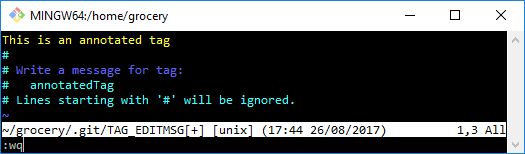 MINGW64:/home/grocery
This is an annotated tag
#
# Write a message for tag:
#   annotatedTag
# Lines starting with '#' will be ignored.
~
~/grocery/.git/TAG_EDITMSG[+] [unix] (17:44 26/08/2017) 1,3 All
:wq